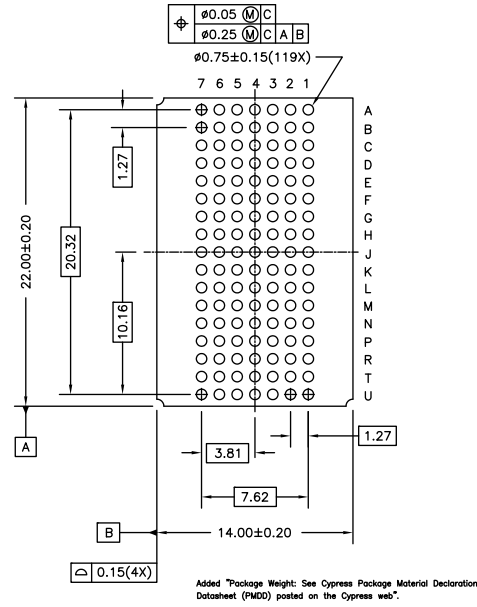 ⌖ ø0.05 Ⓜ C
ø0.25 Ⓜ C A B
ø0.75±0.15(119X)
7 6 5 4 3 2 1
A
B
C
D
E
F
G
H
J
K
L
M
N
P
R
T
U
1.27
20.32
22.00±0.20
10.16
A
1.27
3.81
7.62
B
14.00±0.20
⌓ 0.15(4X)
Added "Package Weight: See Cypress Package Material Declaration
Datasheet (PMDD) posted on the Cypress web".